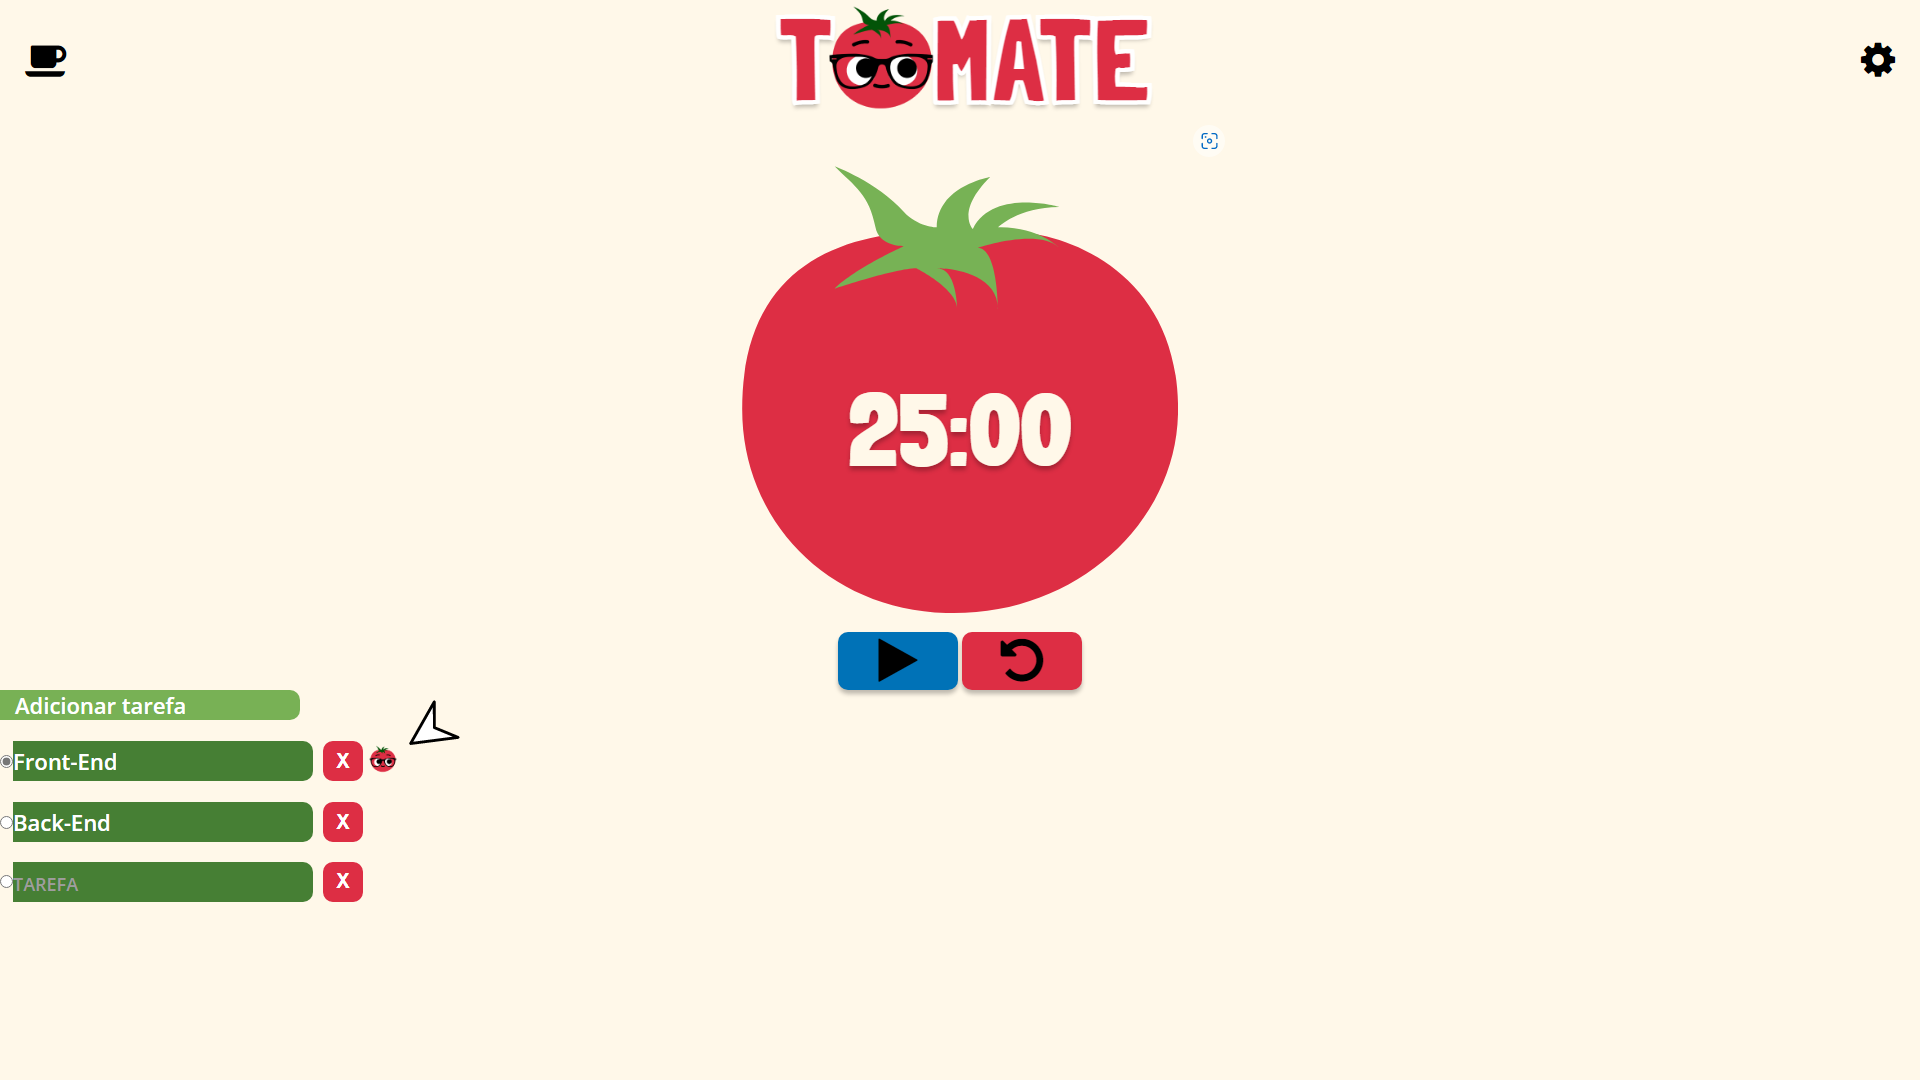 TOMATE
25:00
Adicionar tarefa
Front-End X
Back-End X
TAREFA X